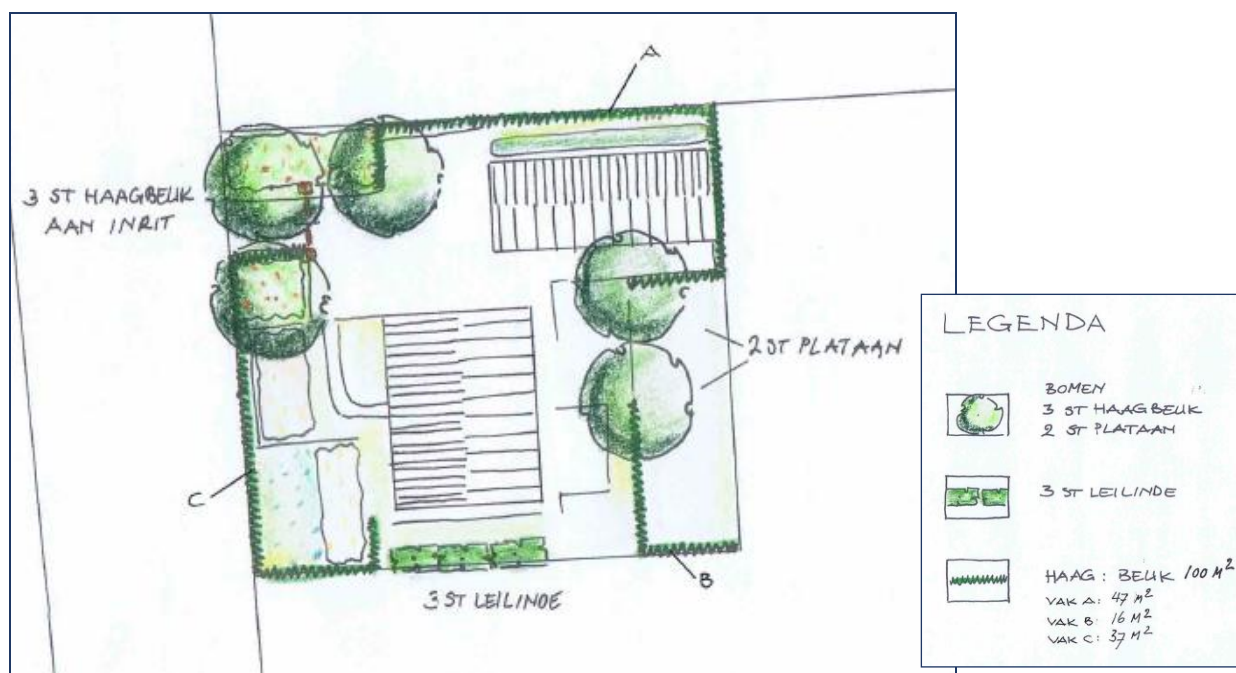 A
3 ST HAAGBEUK
AAN INRIT
2 ST PLATAAN
C
B
3 ST LEILINDE
LEGENDA
BOMEN
3 ST HAAGBEUK
2 ST PLATAAN
3 ST LEILINDE
HAAG: BEUK 100 M²
VAK A: 47 M²
VAK B: 16 M²
VAK C: 37 M²